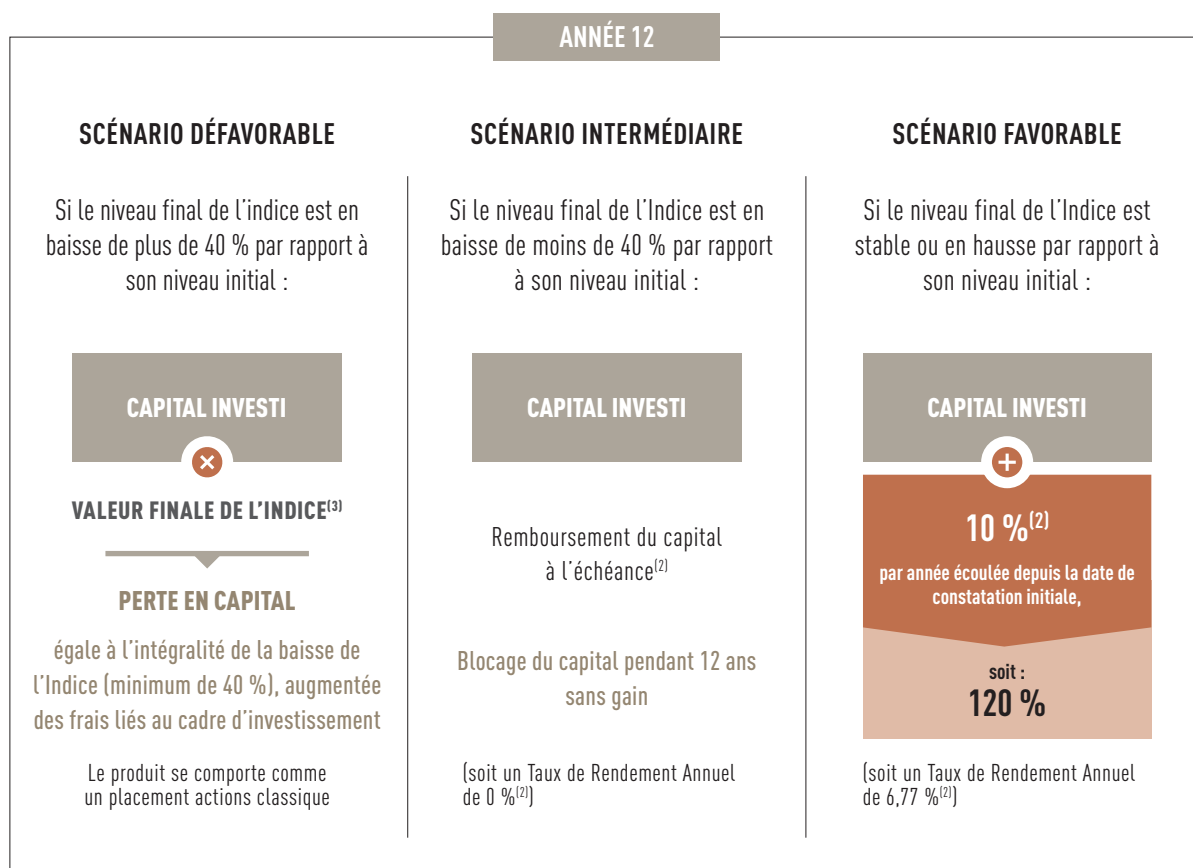 ANNÉE 12
SCÉNARIO DÉFAVORABLE
Si le niveau final de l'indice est en
baisse de plus de 40 % par rapport à
son niveau initial :
CAPITAL INVESTI
×
VALEUR FINALE DE L'INDICE(3)
PERTE EN CAPITAL
égale à l'intégralité de la baisse de
l'Indice (minimum de 40 %), augmentée
des frais liés au cadre d'investissement
Le produit se comporte comme
un placement actions classique
SCÉNARIO INTERMÉDIAIRE
Si le niveau final de l'Indice est en
baisse de moins de 40 % par rapport
à son niveau initial :
CAPITAL INVESTI
Remboursement du capital
à l'échéance(2)
Blocage du capital pendant 12 ans
sans gain
(soit un Taux de Rendement Annuel
de 0 %(2))
SCÉNARIO FAVORABLE
Si le niveau final de l'Indice est
stable ou en hausse par rapport à
son niveau initial :
CAPITAL INVESTI
+
10 %(2)
par année écoulée depuis la date de
constatation initiale,
soit :
120 %
(soit un Taux de Rendement Annuel
de 6,77 %(2))